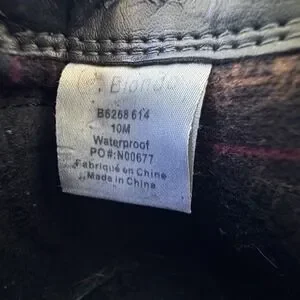 Blondo
B6268 614
10M
Waterproof
PO#:N00677
Fabriqué en Chine
Made in China